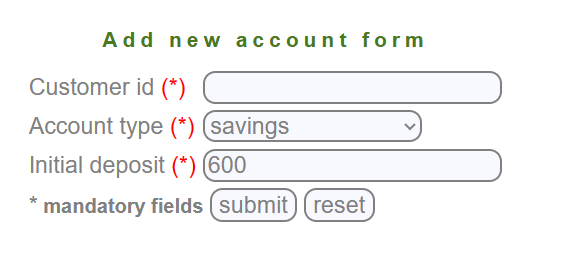 Add new account form
Customer id (*)
Account type (*) savings
Initial deposit (*) 600
* mandatory fields submit reset